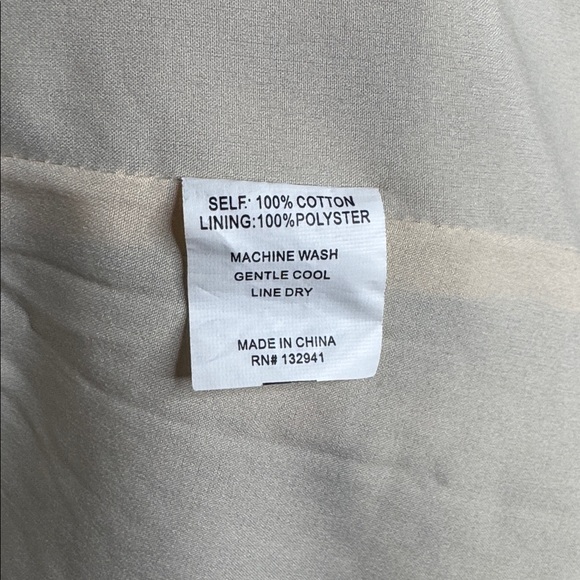 SELF: 100% COTTON
LINING:100%POLYSTER
MACHINE WASH
GENTLE COOL
LINE DRY
MADE IN CHINA
RN# 132941